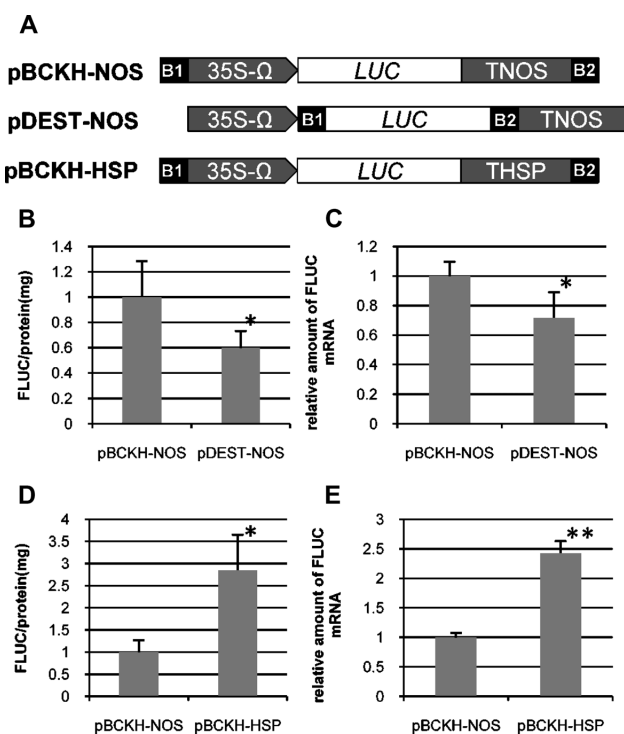 A
pBCKH-NOS B1 35S-Ω LUC TNOS B2
pDEST-NOS 35S-Ω B1 LUC B2 TNOS
pBCKH-HSP B1 35S-Ω LUC THSP B2
B
FLUC/protein(mg)
1.4
1.2
1
0.8
0.6
0.4
0.2
0
*
pBCKH-NOS pDEST-NOS
C
relative amount of FLUC
mRNA
1.2
1
0.8
0.6
0.4
0.2
0
*
pBCKH-NOS pDEST-NOS
D
FLUC/protein(mg)
4
3.5
3
2.5
2
1.5
1
0.5
0
*
pBCKH-NOS pBCKH-HSP
E
relative amount of FLUC
mRNA
3
2.5
2
1.5
1
0.5
0
**
pBCKH-NOS pBCKH-HSP